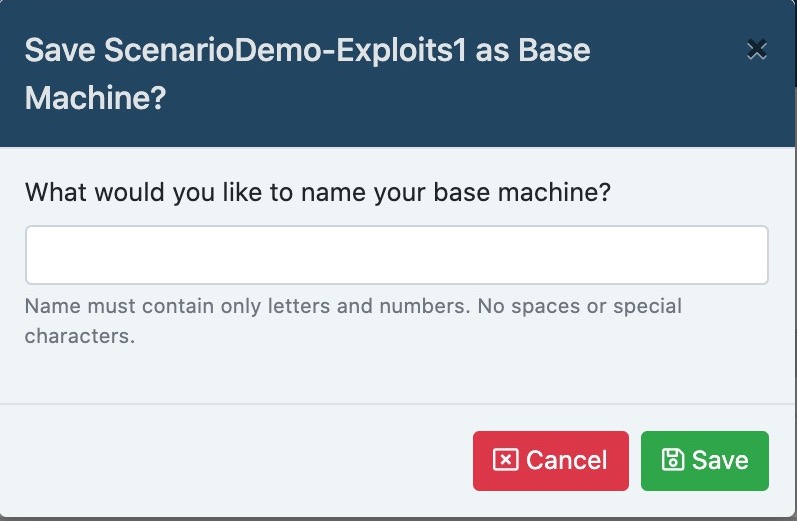 Save ScenarioDemo-Exploits1 as Base
Machine?
What would you like to name your base machine?
Name must contain only letters and numbers. No spaces or special
characters.
Cancel
Save